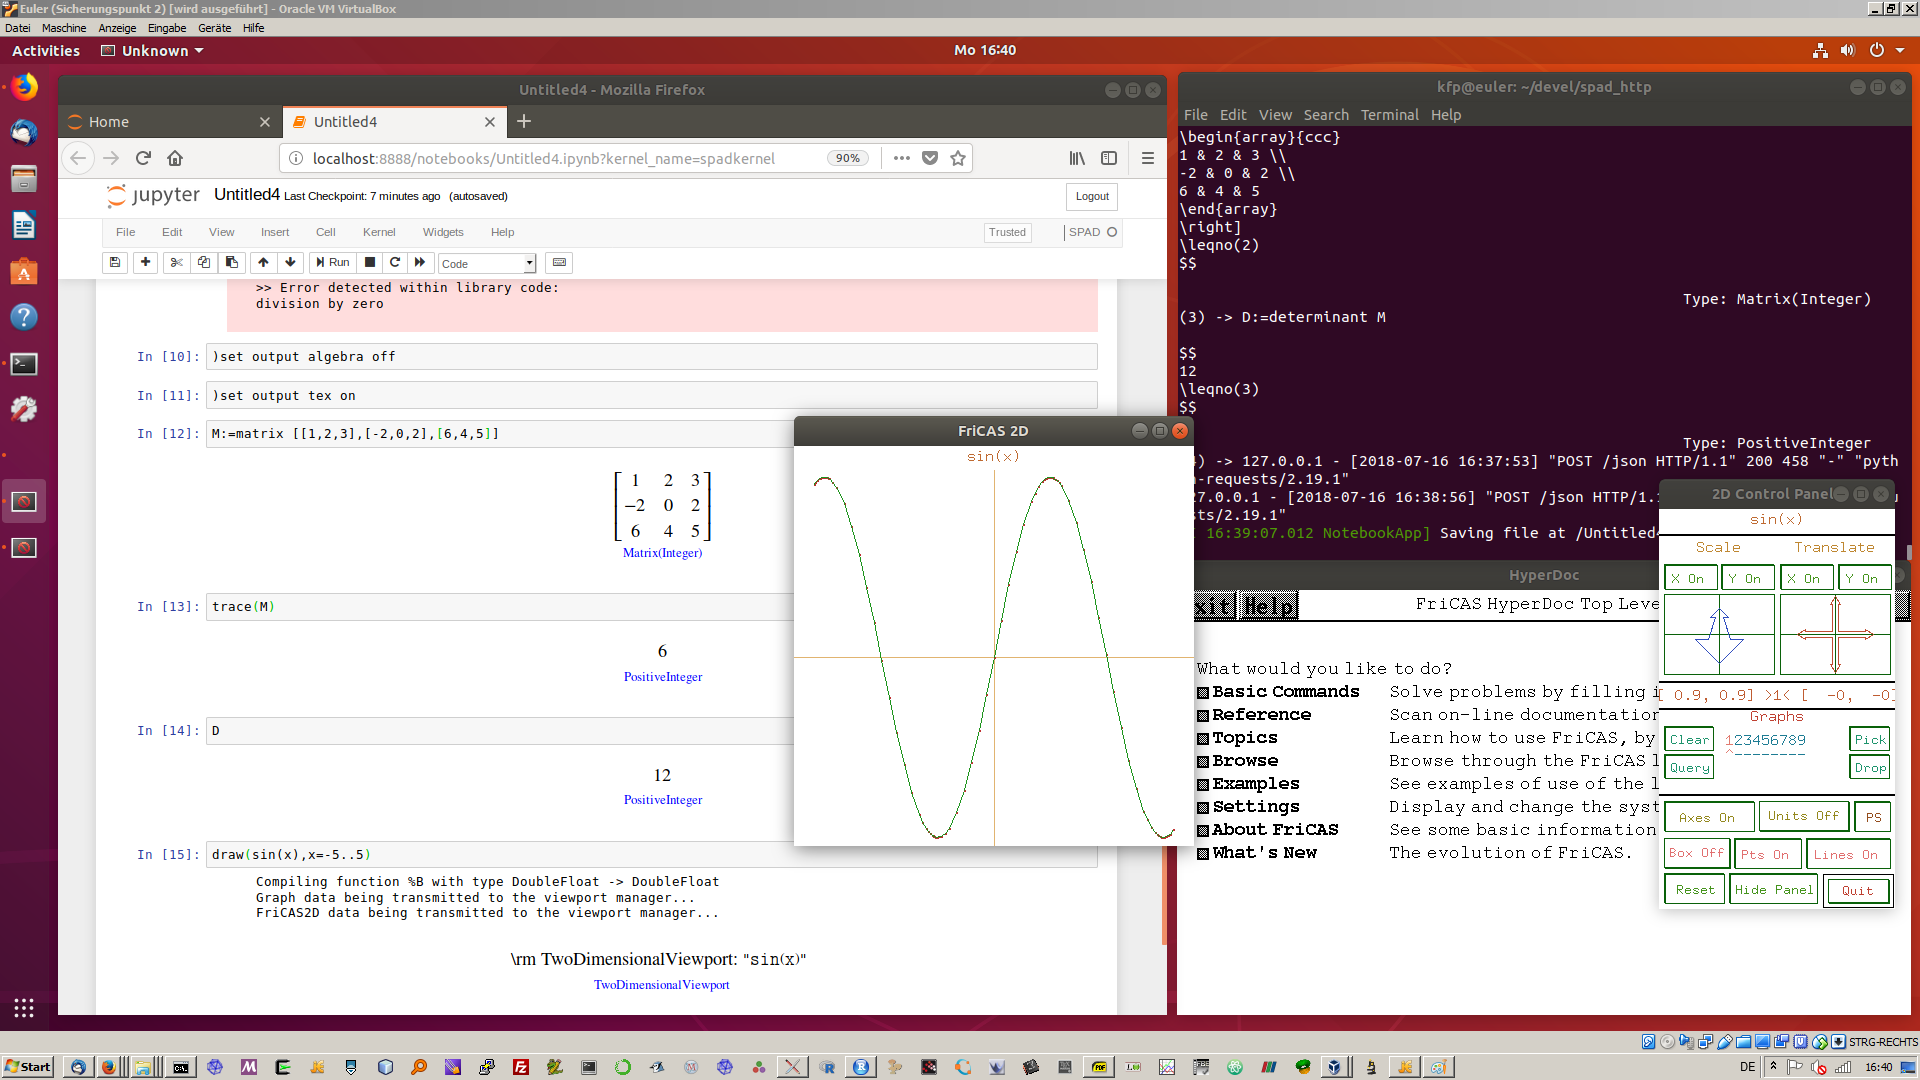 Euler (Sicherungspunkt 2) [wird ausgeführt] - Oracle VM VirtualBox
Datei Maschine Anzeige Eingabe Geräte Hilfe
Activities Unknown Mo 16:40
Untitled4 - Mozilla Firefox
Home Untitled4
localhost:8888/notebooks/Untitled4.ipynb?kernel_name=spadkernel 90%
jupyter Untitled4 Last Checkpoint: 7 minutes ago (autosaved) Logout
File Edit View Insert Cell Kernel Widgets Help Trusted SPAD
Run Code
>> Error detected within library code:
division by zero
In [10]: )set output algebra off
In [11]: )set output tex on
In [12]: M:=matrix [[1,2,3],[-2,0,2],[6,4,5]]
1 2 3
−2 0 2
6 4 5
Matrix(Integer)
In [13]: trace(M)
6
PositiveInteger
In [14]: D
12
PositiveInteger
In [15]: draw(sin(x),x=-5..5)
Compiling function %B with type DoubleFloat -> DoubleFloat
Graph data being transmitted to the viewport manager...
FriCAS2D data being transmitted to the viewport manager...
\rm TwoDimensionalViewport: "sin(x)"
TwoDimensionalViewport
FriCAS 2D
sin(x)
kfp@euler: ~/devel/spad_http
File Edit View Search Terminal Help
\begin{array}{ccc}
1 & 2 & 3 \\
-2 & 0 & 2 \\
6 & 4 & 5
\end{array}
\right]
\leqno(2)
$$
Type: Matrix(Integer)
(3) -> D:=determinant M
$$
12
\leqno(3)
$$
Type: PositiveInteger
) -> 127.0.0.1 - [2018-07-16 16:37:53] "POST /json HTTP/1.1" 200 458 "-" "pyth
n-requests/2.19.1"
27.0.0.1 - [2018-07-16 16:38:56] "POST /json HTTP/1.
sts/2.19.1"
16:39:07.012 NotebookApp] Saving file at /Untitled4
HyperDoc
xit Help FriCAS HyperDoc Top Leve
What would you like to do?
Basic Commands Solve problems by filling i
Reference Scan on-line documentation
Topics Learn how to use FriCAS, by
Browse Browse through the FriCAS l
Examples See examples of use of the l
Settings Display and change the syst
About FriCAS See some basic information
What's New The evolution of FriCAS.
2D Control Panel
sin(x)
Scale Translate
X On Y On X On Y On
[ 0.9, 0.9] >1< [ -0, -0]
Graphs
Clear 123456789 Pick
^--------
Query Drop
Axes On Units Off PS
Box Off Pts On Lines On
Reset Hide Panel Quit
STRG-RECHTS
Start DE 16:40